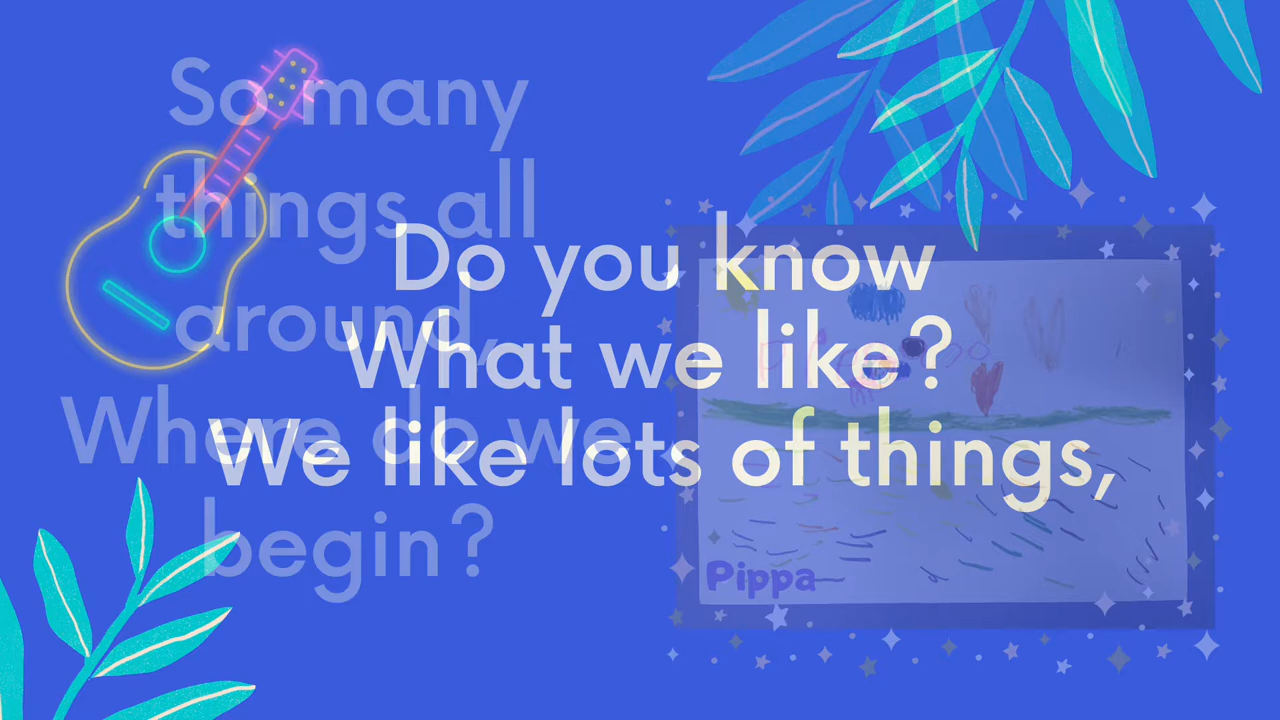 So many
things all
around,
Where do we
begin?
Do you know
What we like?
We like lots of things,
Pippa